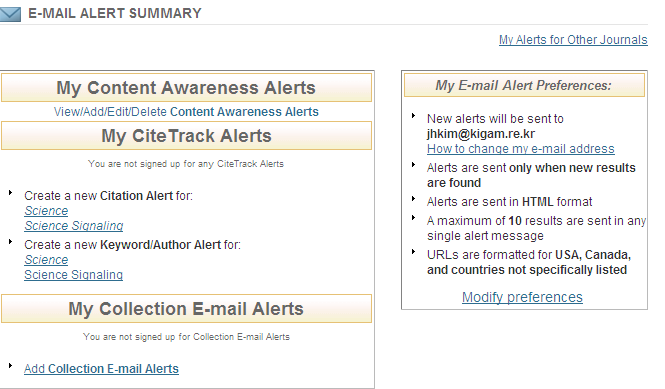 E-MAIL ALERT SUMMARY
My Alerts for Other Journals
My Content Awareness Alerts
View/Add/Edit/Delete Content Awareness Alerts
My CiteTrack Alerts
You are not signed up for any CiteTrack Alerts
Create a new Citation Alert for:
Science
Science Signaling
Create a new Keyword/Author Alert for:
Science
Science Signaling
My Collection E-mail Alerts
You are not signed up for Collection E-mail Alerts
Add Collection E-mail Alerts
My E-mail Alert Preferences:
New alerts will be sent to
jhkim@kigam.re.kr
How to change my e-mail address
Alerts are sent only when new results
are found
Alerts are sent in HTML format
A maximum of 10 results are sent in any
single alert message
URLs are formatted for USA, Canada,
and countries not specifically listed
Modify preferences